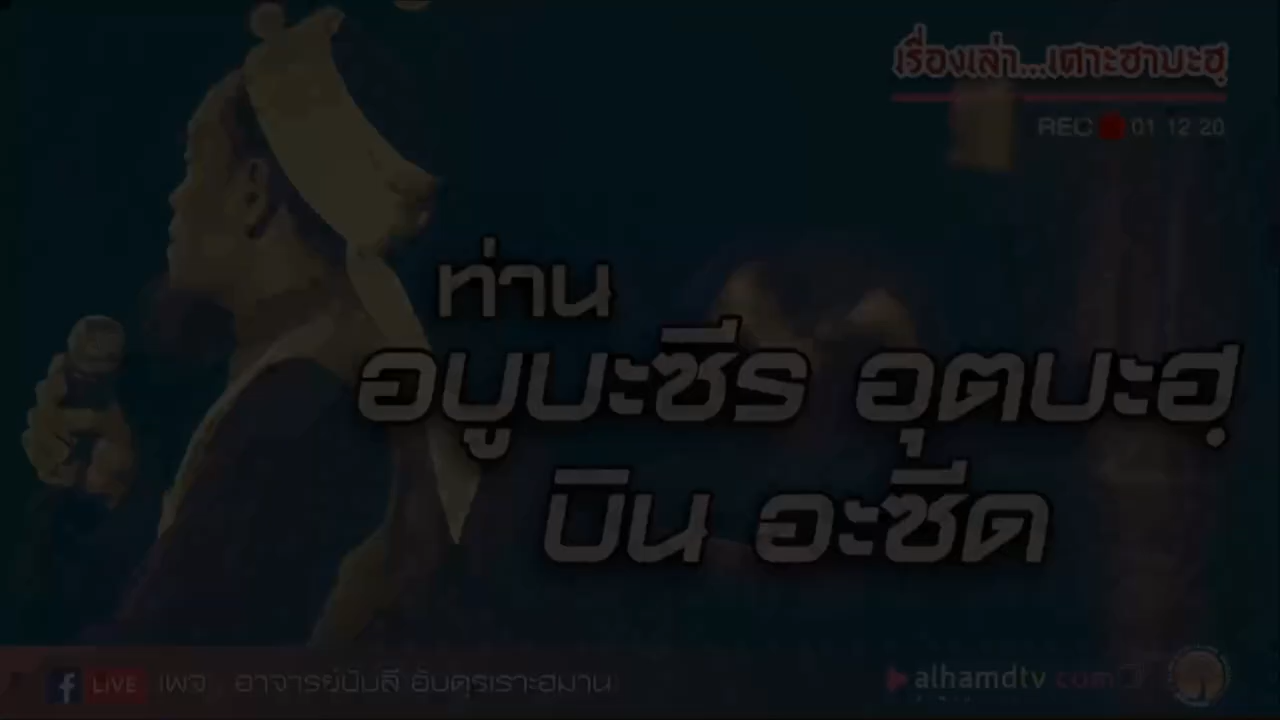 เรื่องเล่า...เศาะฮาบะฮฺ
REC 01 12 20
ท่าน
อบูบะซีร อุตบะฮฺ
บิน อะซีด
LIVE เพจ : อาจารย์นัมลี อับดุรเราะฮมาน
alhamdtv com